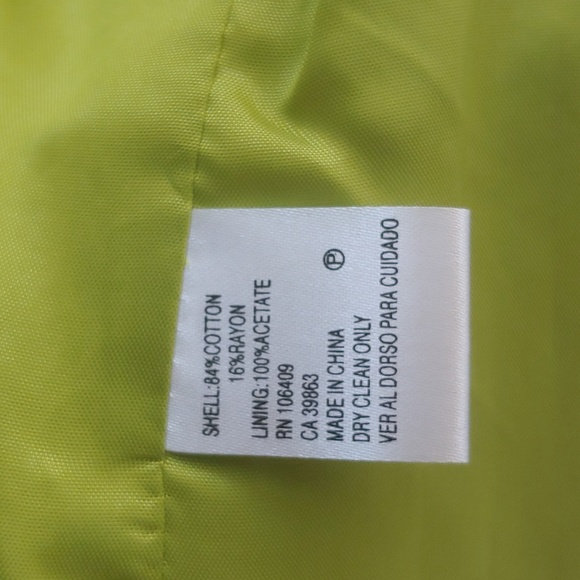 SHELL:84%COTTON
16%RAYON
LINING:100%ACETATE
RN 106409
CA 39863
MADE IN CHINA P
DRY CLEAN ONLY
VER AL DORSO PARA CUIDADO